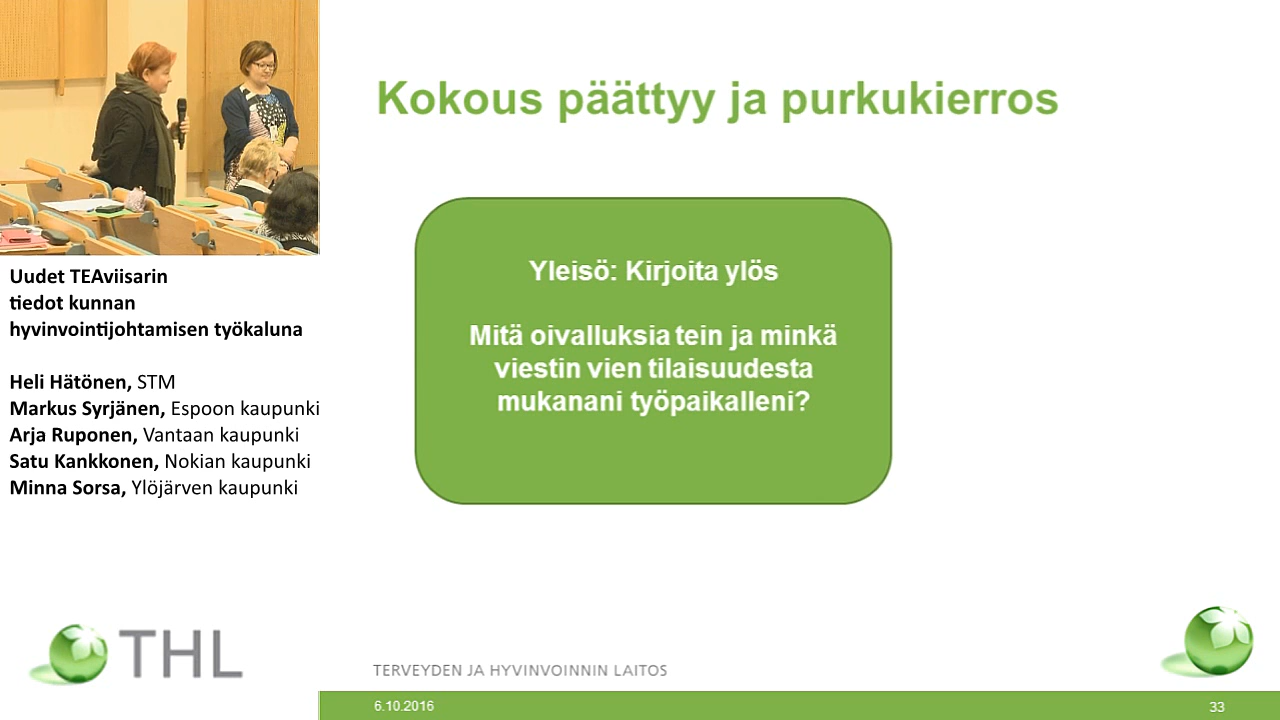 Kokous päättyy ja purkukierros
Yleisö: Kirjoita ylös
Mitä oivalluksia tein ja minkä
viestin vien tilaisuudesta
mukanani työpaikalleni?
Uudet TEAviisarin
tiedot kunnan
hyvinvointijohtamisen työkaluna
Heli Hätönen, STM
Markus Syrjänen, Espoon kaupunki
Arja Ruponen, Vantaan kaupunki
Satu Kankkonen, Nokian kaupunki
Minna Sorsa, Ylöjärven kaupunki
THL
TERVEYDEN JA HYVINVOINNIN LAITOS
6.10.2016
33